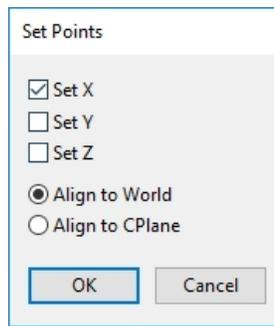 Set Points
Set X
Set Y
Set Z
Align to World
Align to CPlane
OK Cancel